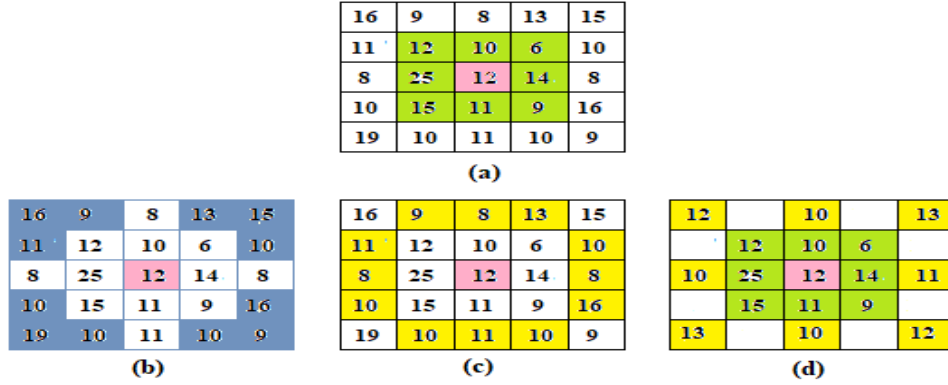 16 9 8 13 15
11 12 10 6 10
8 25 12 14 8
10 15 11 9 16
19 10 11 10 9
(a)
16 9 8 13 15
11 12 10 6 10
8 25 12 14 8
10 15 11 9 16
19 10 11 10 9
(b)
16 9 8 13 15
11 12 10 6 10
8 25 12 14 8
10 15 11 9 16
19 10 11 10 9
(c)
12 10 13
12 10 6
10 25 12 14 11
15 11 9
13 10 12
(d)